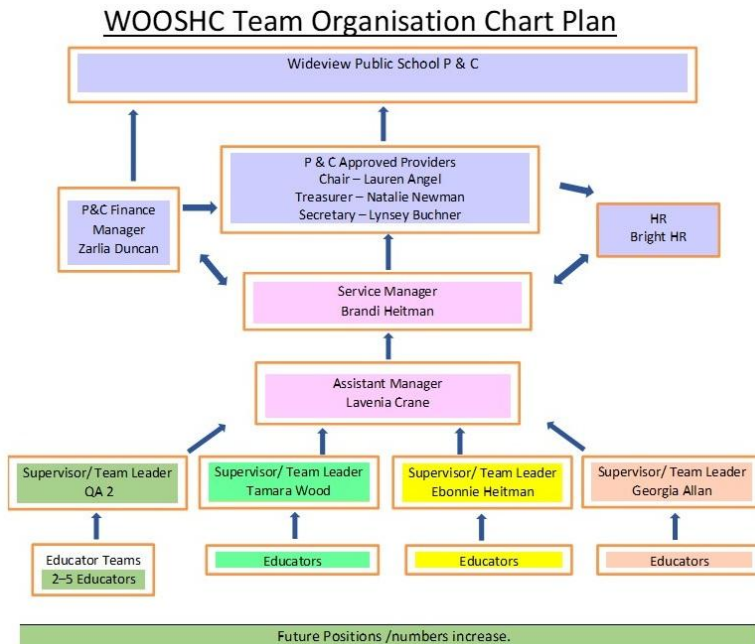 WOOSHC Team Organisation Chart Plan
Wideview Public School P & C
P & C Approved Providers
Chair – Lauren Angel
Treasurer – Natalie Newman
Secretary – Lynsey Buchner
P&C Finance
Manager
Zarlia Duncan
HR
Bright HR
Service Manager
Brandi Heitman
Assistant Manager
Lavenia Crane
Supervisor/ Team Leader
QA 2
Supervisor/ Team Leader
Tamara Wood
Supervisor/ Team Leader
Ebonnie Heitman
Supervisor/ Team Leader
Georgia Allan
Educator Teams
2–5 Educators
Educators
Educators
Educators
Future Positions /numbers increase.